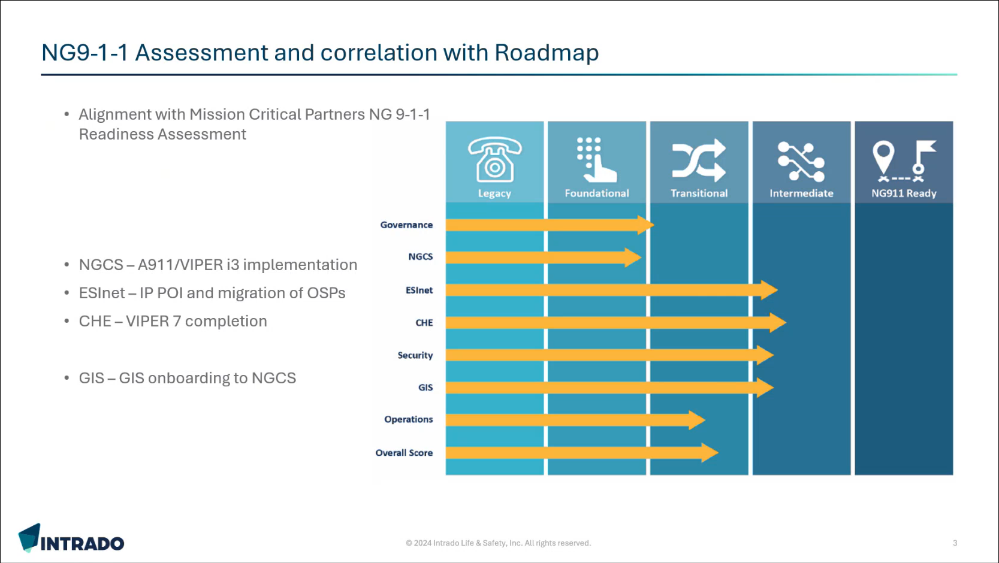 NG9-1-1 Assessment and correlation with Roadmap
• Alignment with Mission Critical Partners NG 9-1-1
Readiness Assessment
• NGCS – A911/VIPER i3 implementation
• ESInet – IP POI and migration of OSPs
• CHE – VIPER 7 completion
• GIS – GIS onboarding to NGCS
Legacy
Foundational
Transitional
Intermediate
NG911 Ready
Governance
NGCS
ESInet
CHE
Security
GIS
Operations
Overall Score
INTRADO
© 2024 Intrado Life & Safety, Inc. All rights reserved.
3